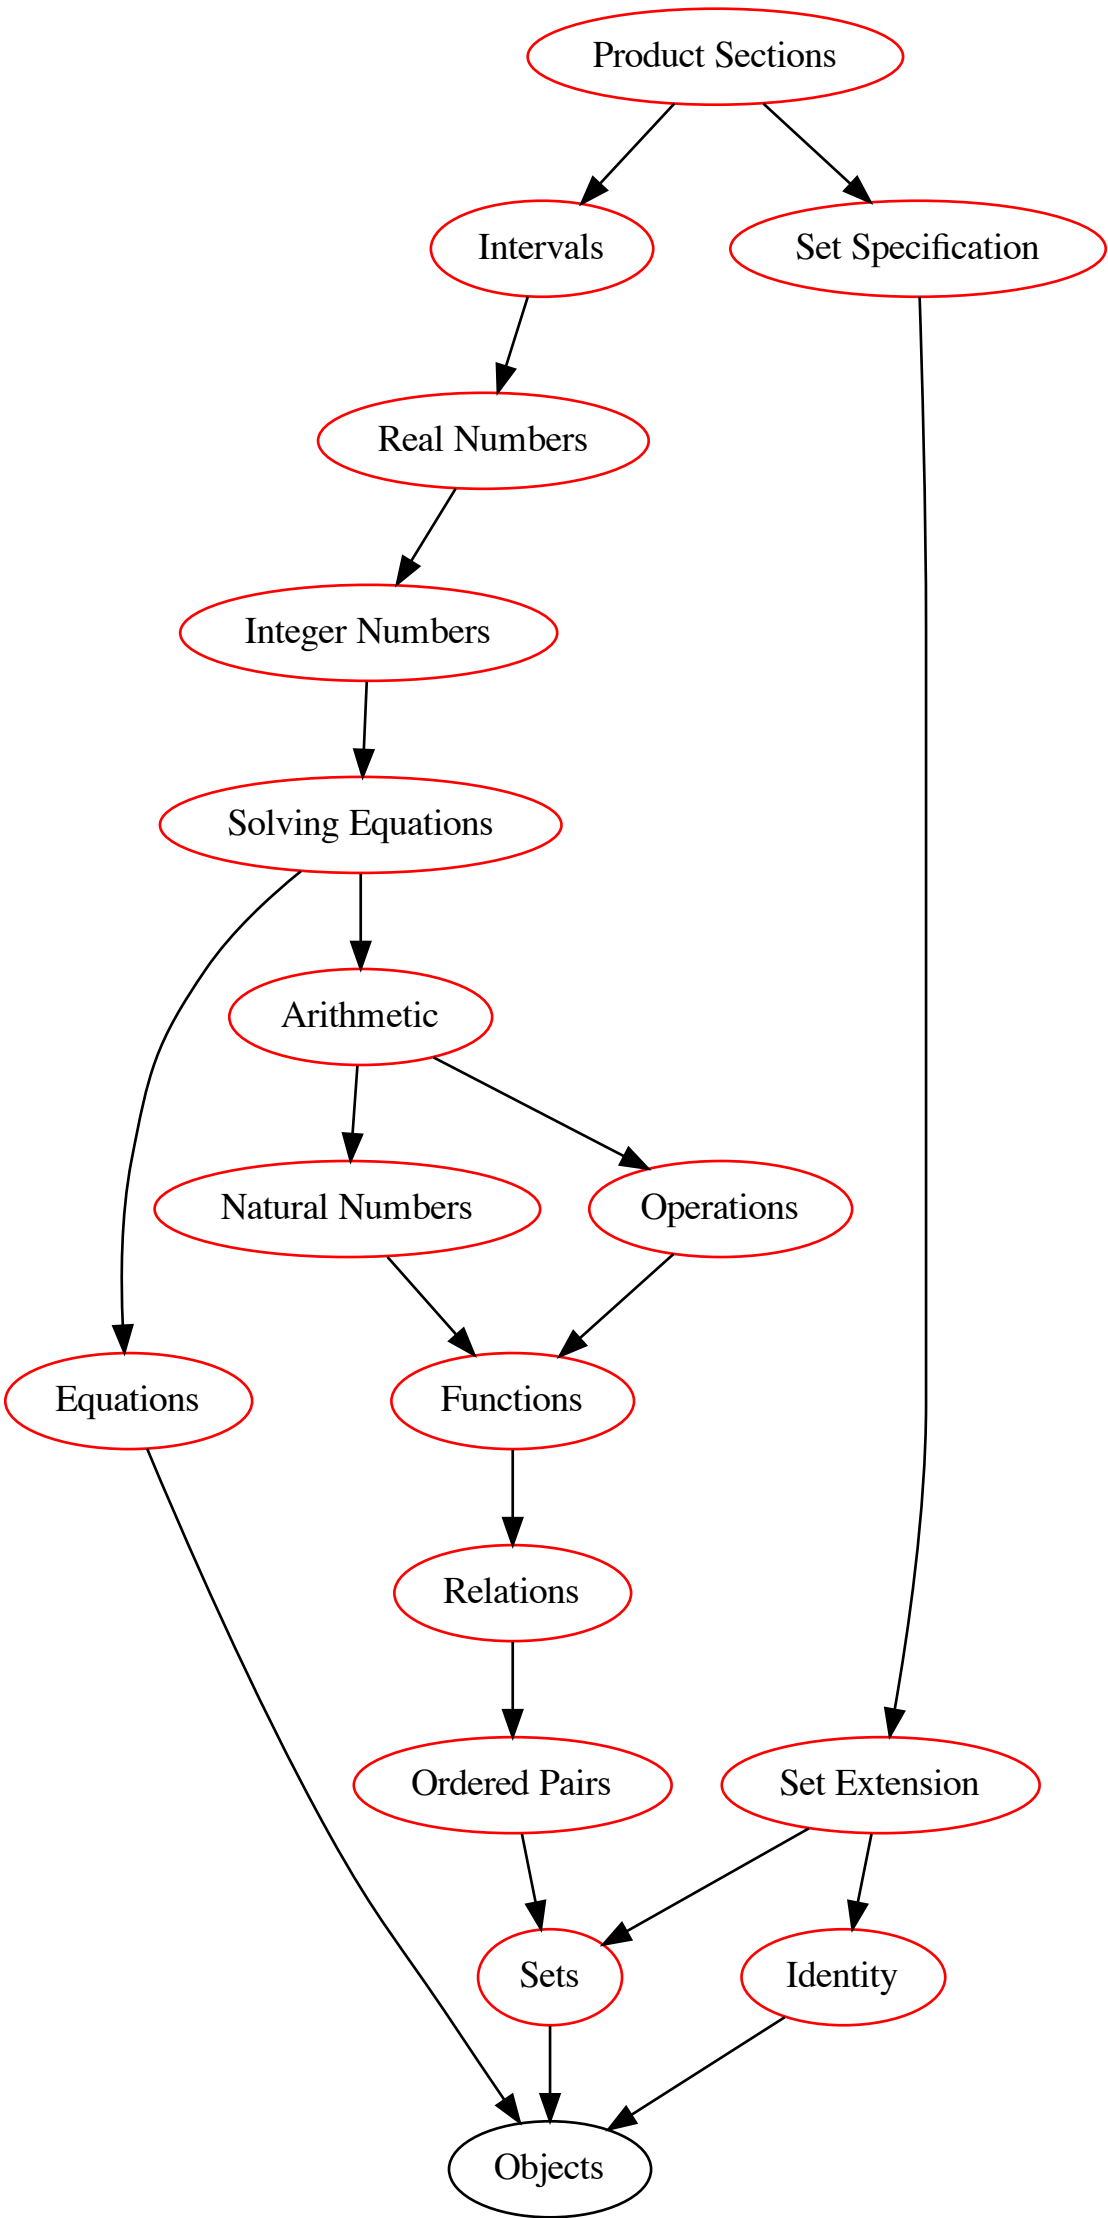 Product Sections
Intervals
Set Specification
Real Numbers
Integer Numbers
Solving Equations
Arithmetic
Natural Numbers
Operations
Equations
Functions
Relations
Ordered Pairs
Set Extension
Sets
Identity
Objects